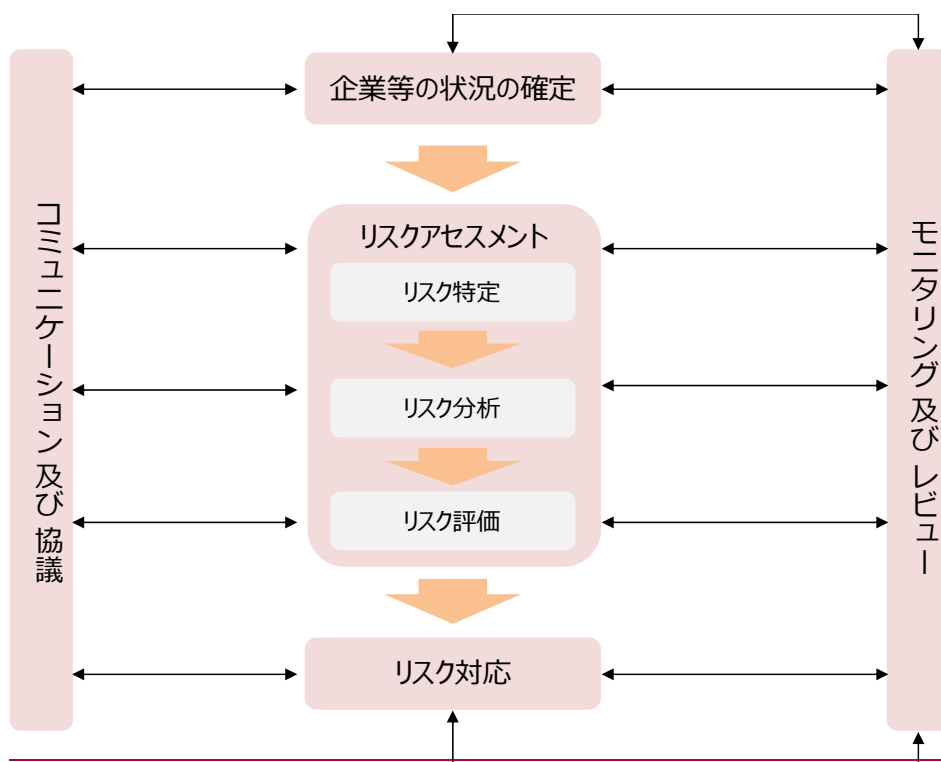 企業等の状況の確定
コミュニケーション 及び 協議
リスクアセスメント
リスク特定
リスク分析
リスク評価
リスク対応
モニタリング 及び レビュー